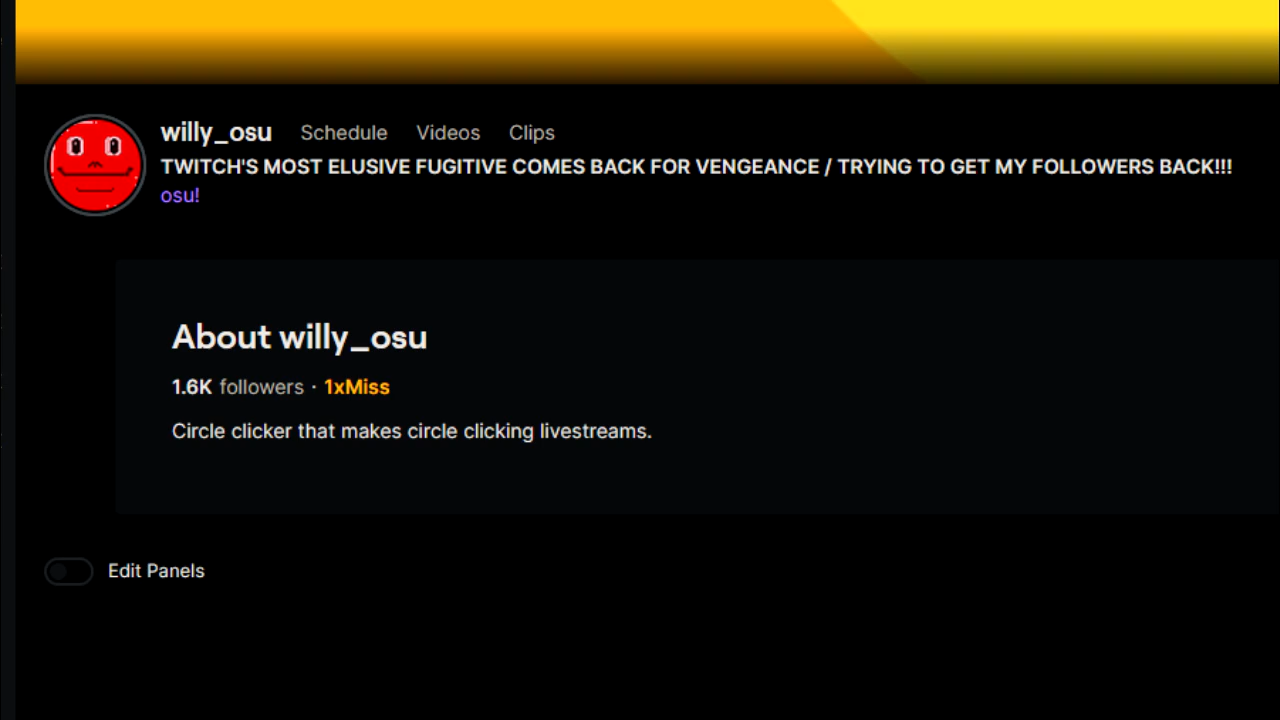 willy_osu Schedule Videos Clips
TWITCH'S MOST ELUSIVE FUGITIVE COMES BACK FOR VENGEANCE / TRYING TO GET MY FOLLOWERS BACK!!!
osu!
About willy_osu
1.6K followers · 1xMiss
Circle clicker that makes circle clicking livestreams.
Edit Panels